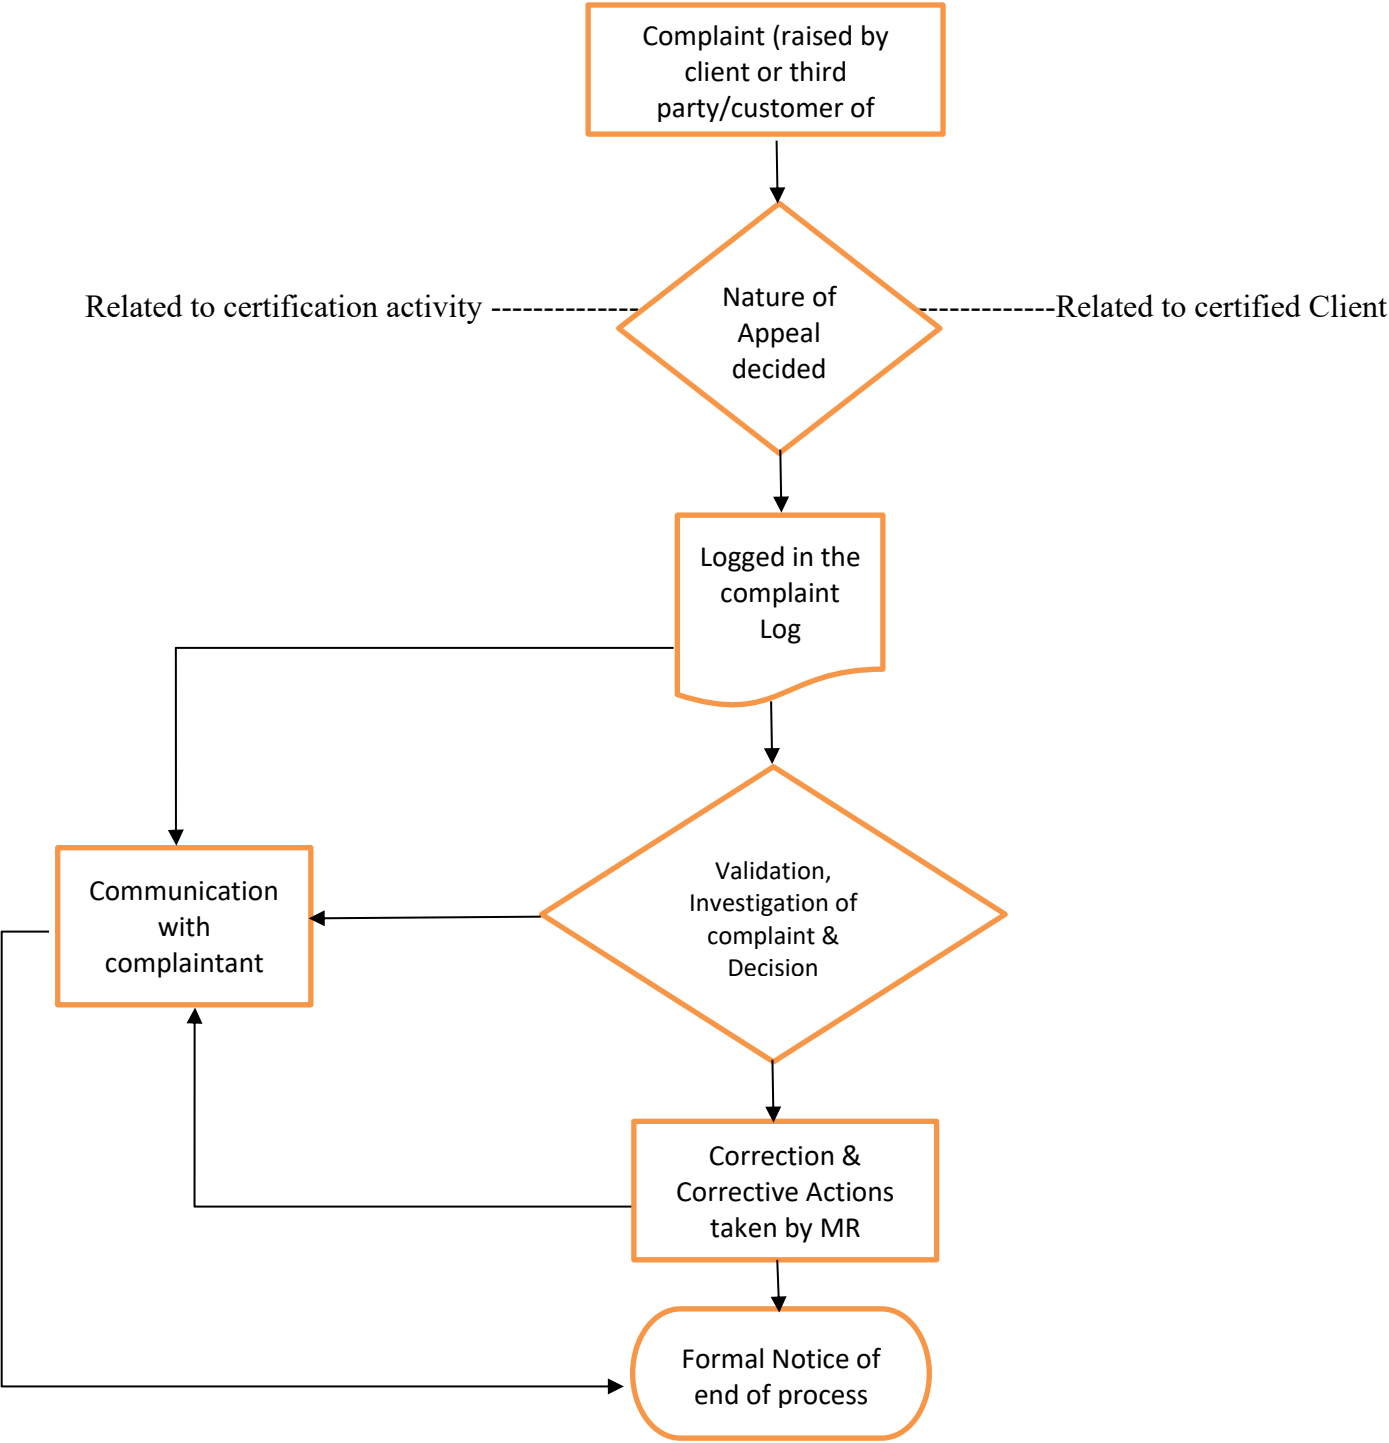 Complaint (raised by
client or third
party/customer of
Related to certification activity ------------
Nature of
Appeal
decided
------------Related to certified Client
Logged in the
complaint
Log
Validation,
Investigation of
complaint &
Decision
Communication
with
complaintant
Correction &
Corrective Actions
taken by MR
Formal Notice of
end of process